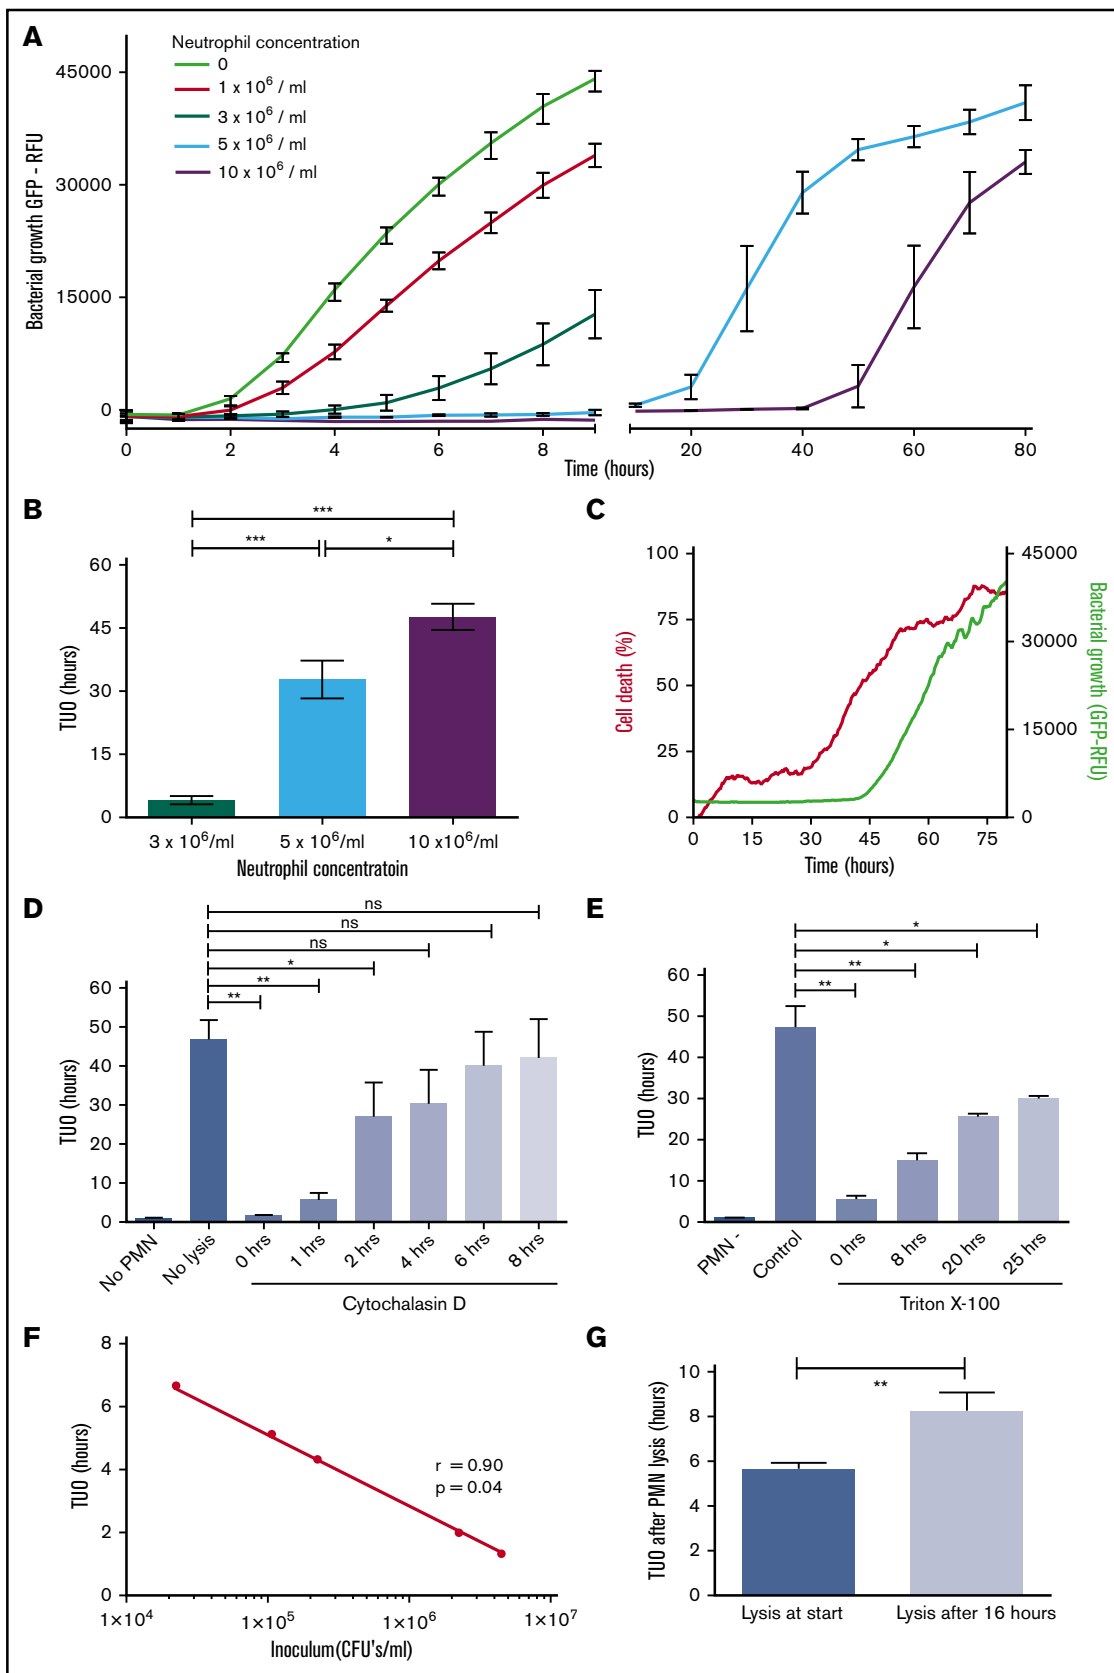 A
Neutrophil concentration
0
1 x 10⁶ / ml
3 x 10⁶ / ml
5 x 10⁶ / ml
10 x 10⁶ / ml
Bacterial growth GFP - RFU
45000
30000
15000
0
0 2 4 6 8 20 40 60 80
Time (hours)
B
***
*** *
TUO (hours)
60
45
30
15
0
3 x 10⁶/ml 5 x 10⁶/ml 10 x10⁶/ml
Neutrophil concentratoin
C
Cell death (%)
100
75
50
25
0
45000
30000
15000
0
Bacterial growth (GFP-RFU)
0 15 30 45 60 75
Time (hours)
D
ns
ns
ns
*
**
**
TUO (hours)
60
50
40
30
20
10
0
No PMN No lysis 0 hrs 1 hrs 2 hrs 4 hrs 6 hrs 8 hrs
Cytochalasin D
E
*
*
**
**
TUO (hours)
60
50
40
30
20
10
0
PMN - Control 0 hrs 8 hrs 20 hrs 25 hrs
Triton X-100
F
TUO (hours)
8
6
4
2
0
r = 0.90
p = 0.04
1×10⁴ 1×10⁵ 1×10⁶ 1×10⁷
Inoculum(CFU's/ml)
G
**
TUO after PMN lysis (hours)
10
8
6
4
2
0
Lysis at start Lysis after 16 hours